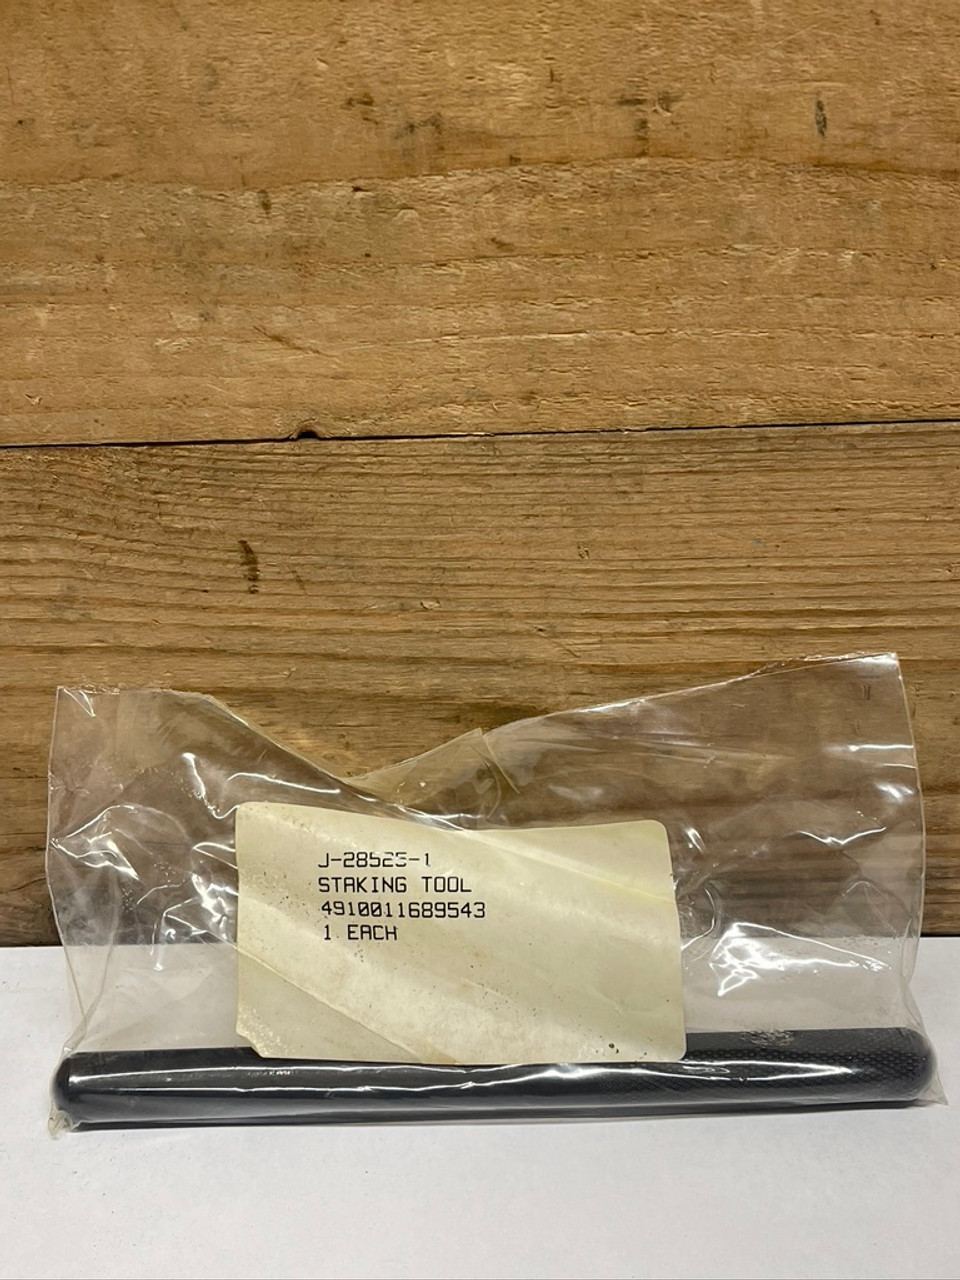 J-28525-1
STAKING TOOL
4910011689543
1 EACH